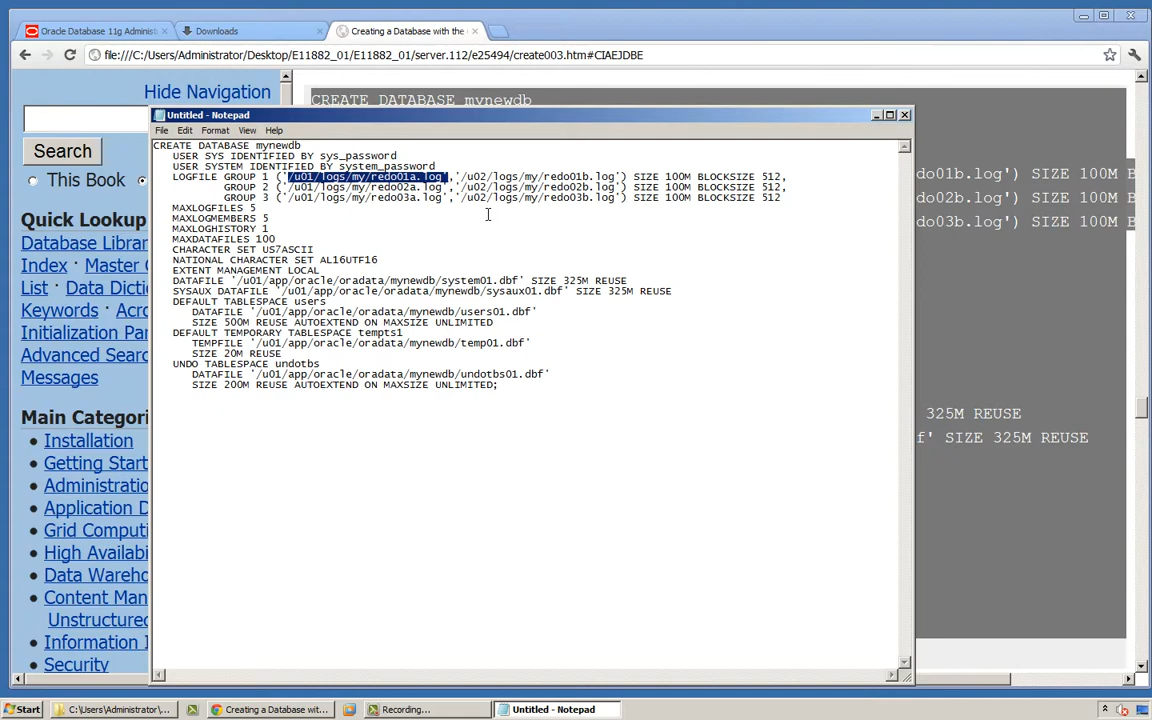 Oracle Database 11g Administ
Downloads
Creating a Database with the
file:///C:/Users/Administrator/Desktop/E11882_01/E11882_01/server.112/e25494/create003.htm#CIAEJDBE
Hide Navigation
CREATE DATABASE mynewdb
Untitled - Notepad
File Edit Format View Help
Search
This Book
Quick Lookup
Database Librar
Index · Master
List · Data Dict
Keywords · Acro
Initialization Par
Advanced Searc
Messages
Main Categori
Installation
Getting Start
Administratio
Application D
Grid Computi
High Availabi
Data Wareho
Content Man
Unstructured
Information I
Security
CREATE DATABASE mynewdb
USER SYS IDENTIFIED BY sys_password
USER SYSTEM IDENTIFIED BY system_password
LOGFILE GROUP 1 ('/u01/logs/my/redo01a.log','/u02/logs/my/redo01b.log') SIZE 100M BLOCKSIZE 512,
GROUP 2 ('/u01/logs/my/redo02a.log','/u02/logs/my/redo02b.log') SIZE 100M BLOCKSIZE 512,
GROUP 3 ('/u01/logs/my/redo03a.log','/u02/logs/my/redo03b.log') SIZE 100M BLOCKSIZE 512
MAXLOGFILES 5
MAXLOGMEMBERS 5
MAXLOGHISTORY 1
MAXDATAFILES 100
CHARACTER SET US7ASCII
NATIONAL CHARACTER SET AL16UTF16
EXTENT MANAGEMENT LOCAL
DATAFILE '/u01/app/oracle/oradata/mynewdb/system01.dbf' SIZE 325M REUSE
SYSAUX DATAFILE '/u01/app/oracle/oradata/mynewdb/sysaux01.dbf' SIZE 325M REUSE
DEFAULT TABLESPACE users
DATAFILE '/u01/app/oracle/oradata/mynewdb/users01.dbf'
SIZE 500M REUSE AUTOEXTEND ON MAXSIZE UNLIMITED
DEFAULT TEMPORARY TABLESPACE tempts1
TEMPFILE '/u01/app/oracle/oradata/mynewdb/temp01.dbf'
SIZE 20M REUSE
UNDO TABLESPACE undotbs
DATAFILE '/u01/app/oracle/oradata/mynewdb/undotbs01.dbf'
SIZE 200M REUSE AUTOEXTEND ON MAXSIZE UNLIMITED;
do01b.log') SIZE 100M B
do02b.log') SIZE 100M B
do03b.log') SIZE 100M B
325M REUSE
f' SIZE 325M REUSE
Start
C:\Users\Administrator\...
Creating a Database wit...
Recording...
Untitled - Notepad